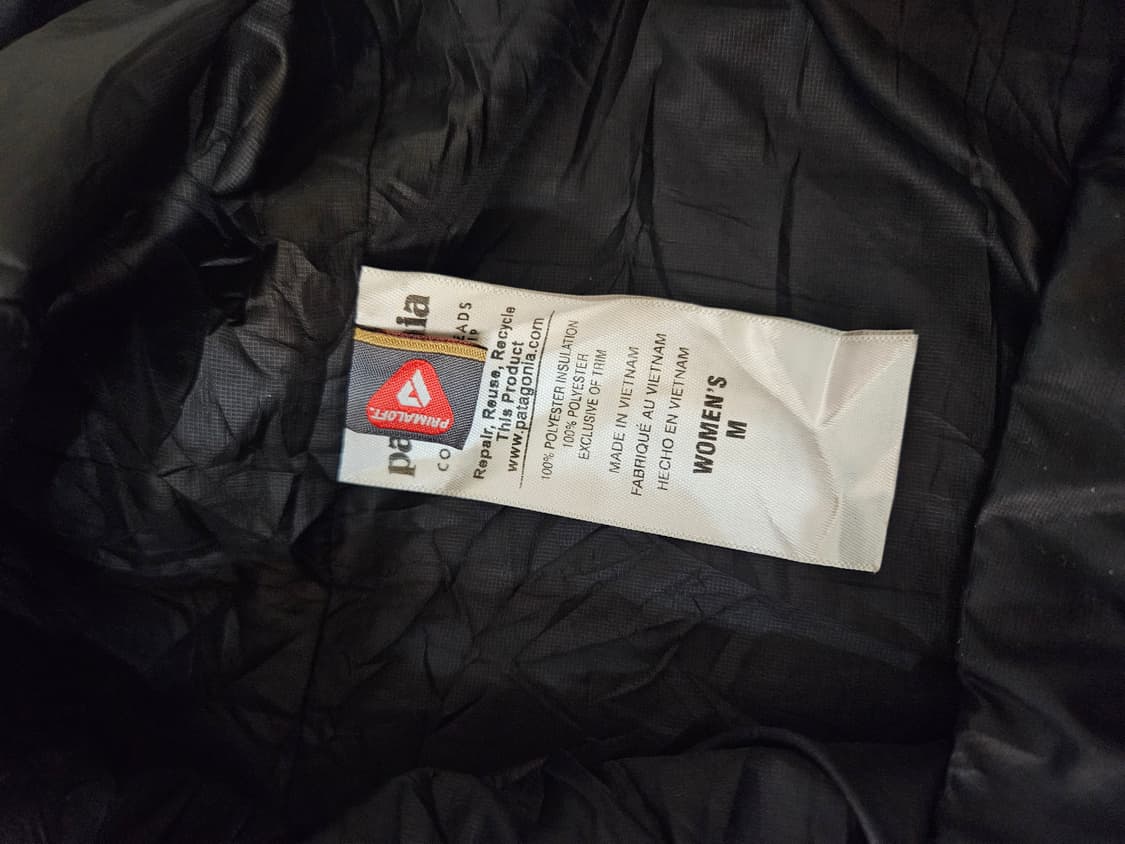 PRIMALOFT
Repair, Reuse, Recycle
This Product
www.patagonia.com
100% POLYESTER INSULATION
100% POLYESTER
EXCLUSIVE OF TRIM
MADE IN VIETNAM
FABRIQUÉ AU VIETNAM
HECHO EN VIETNAM
WOMEN'S
M